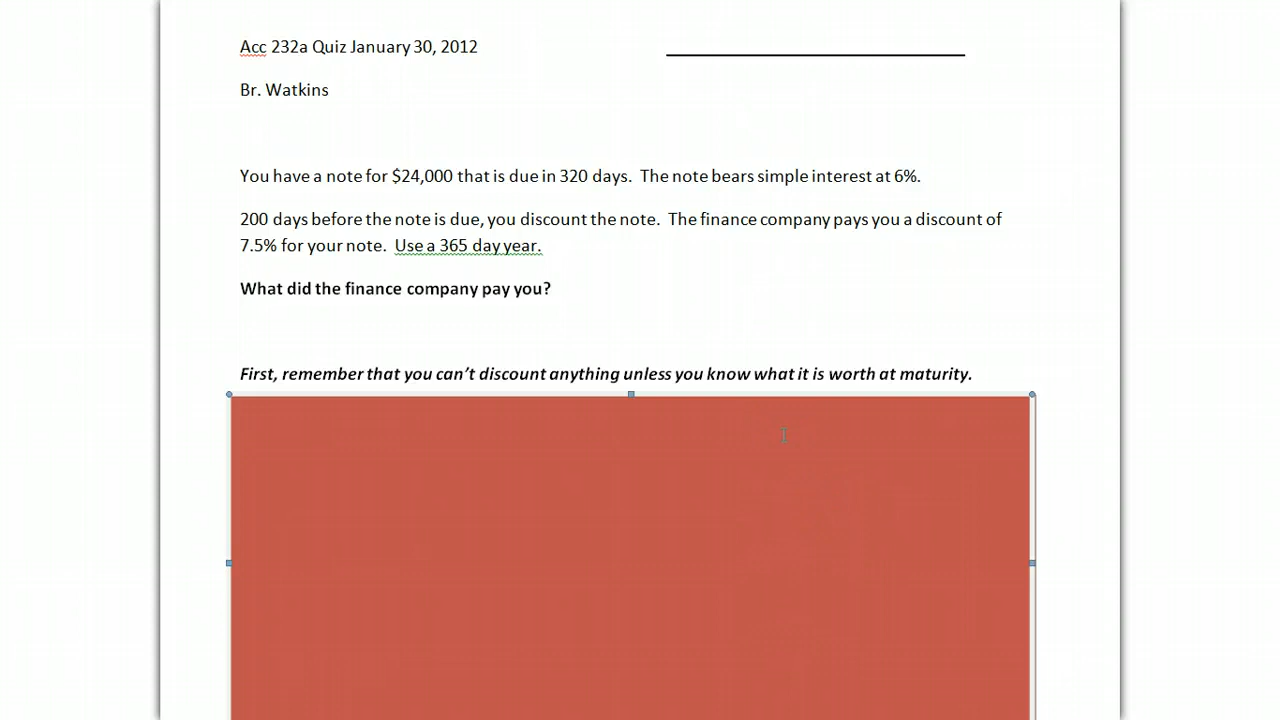 Acc 232a Quiz January 30, 2012
Br. Watkins
You have a note for $24,000 that is due in 320 days. The note bears simple interest at 6%.
200 days before the note is due, you discount the note. The finance company pays you a discount of
7.5% for your note. Use a 365 day year.
What did the finance company pay you?
First, remember that you can’t discount anything unless you know what it is worth at maturity.